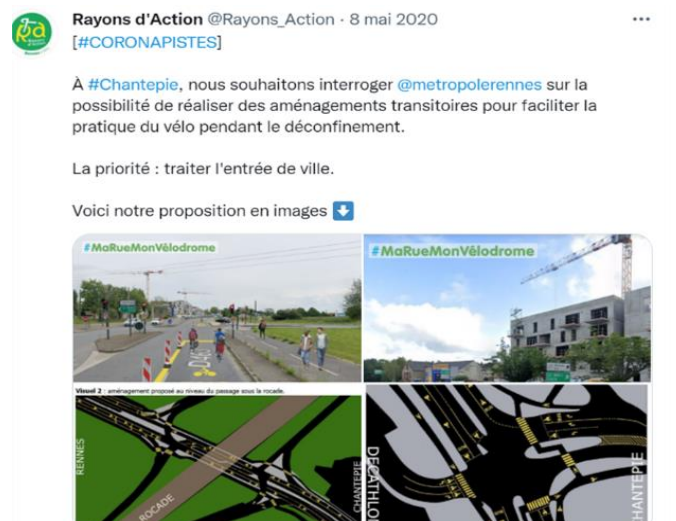 Rayons d'Action @Rayons_Action · 8 mai 2020
[#CORONAPISTES]
À #Chantepie, nous souhaitons interroger @metropolerennes sur la
possibilité de réaliser des aménagements transitoires pour faciliter la
pratique du vélo pendant le déconfinement.
La priorité : traiter l'entrée de ville.
Voici notre proposition en images
#MaRueMonVélodrome
#MaRueMonVélodrome
Visuel 2 : aménagement proposé au niveau du passage sous la rocade.
RENNES
ROCADE
CHANTEPIE
DECATHLO
HANTEPIE